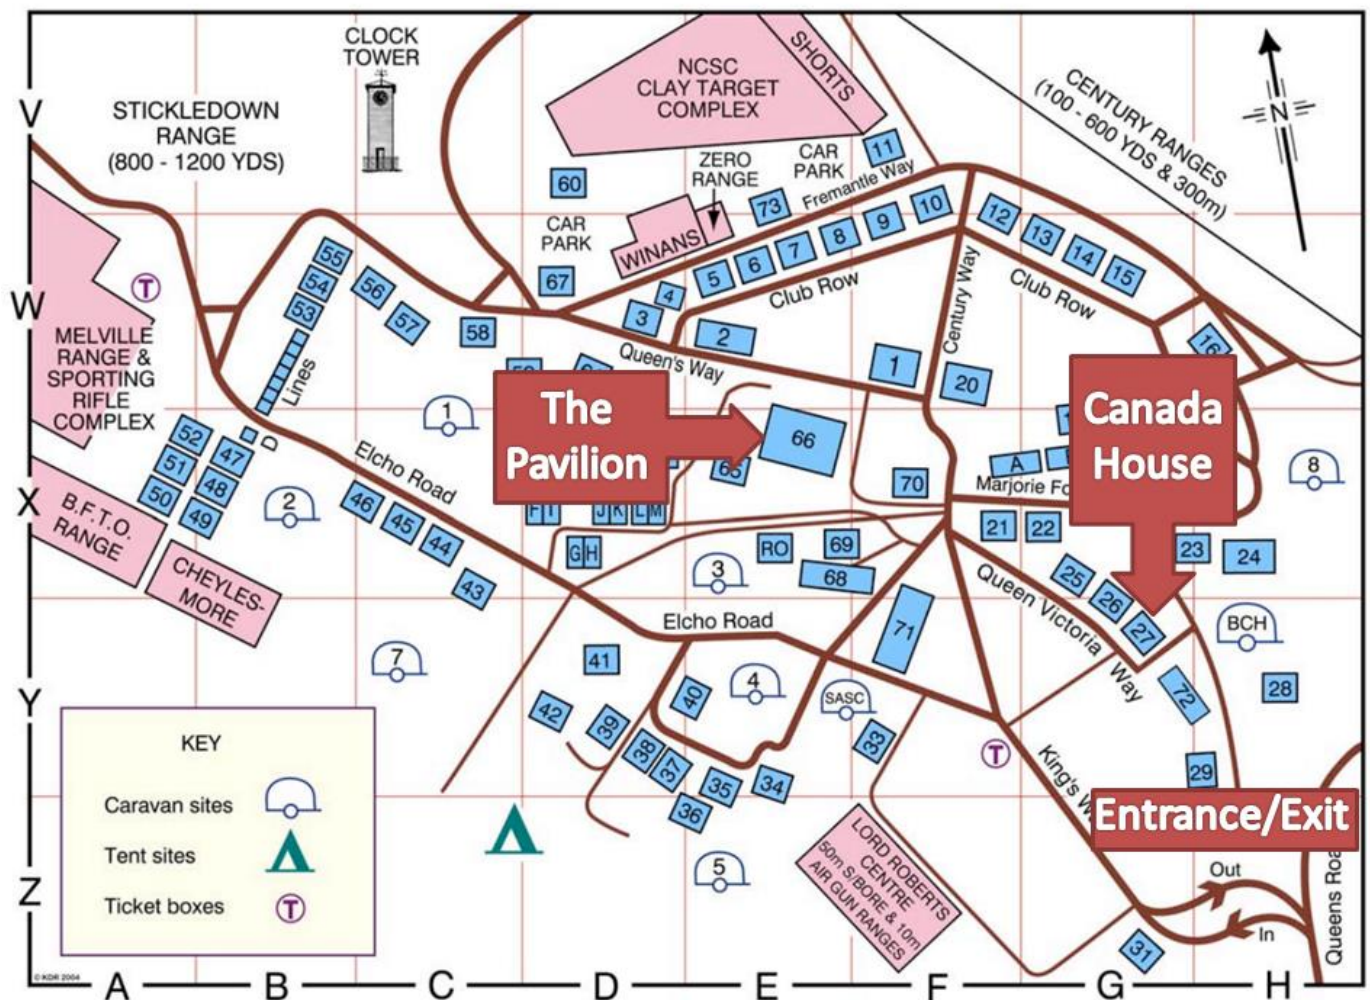 CLOCK
TOWER
V
STICKLEDOWN
RANGE
(800 - 1200 YDS)
NCSC
CLAY TARGET
COMPLEX
SHORTS
CENTURY RANGES
(100 - 600 YDS & 300m)
N
ZERO
RANGE
CAR
PARK
11
Fremantle Way
60
73
10
12
CAR
PARK
WINANS
9
8
7
6
5
13
14
15
55
54
53
56
57
67
4
3
2
Club Row
Century Way
Club Row
T
W
58
Queen's Way
1
20
16
MELVILLE
RANGE &
SPORTING
RIFLE
COMPLEX
Lines
D
The
Pavilion
66
65
Canada
House
1
52
51
50
47
48
49
Elcho Road
2
46
45
44
43
A
Marjorie Fo
70
8
X
B.F.T.O.
RANGE
F I
J K L M
G H
21
22
23
24
CHEYLES-
MORE
3
RO
69
68
Queen Victoria
Way
25
26
27
71
BCH
Elcho Road
7
41
40
4
SASC
72
28
Y
42
39
38
37
35
34
36
33
T
29
King's W
KEY
Caravan sites
Tent sites
Ticket boxes
T
Entrance/Exit
5
LORD ROBERTS
CENTRE
50m S/BORE & 10m
AIR GUN RANGES
Z
Out
In
Queens Roa
31
© KDR 2004
A B C D E F G H